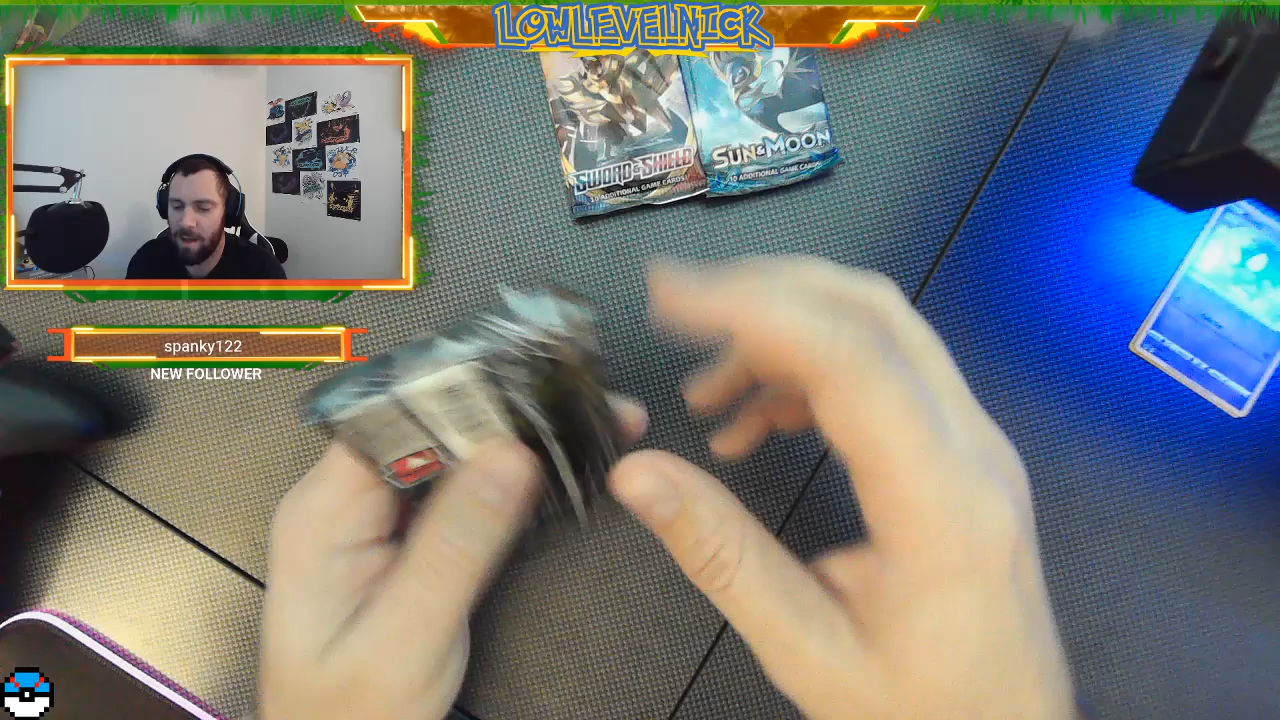 LOWLEVELNICK
SWORD & SHIELD
10 ADDITIONAL GAME CARDS
SUN & MOON
10 ADDITIONAL GAME CARDS
spanky122
NEW FOLLOWER